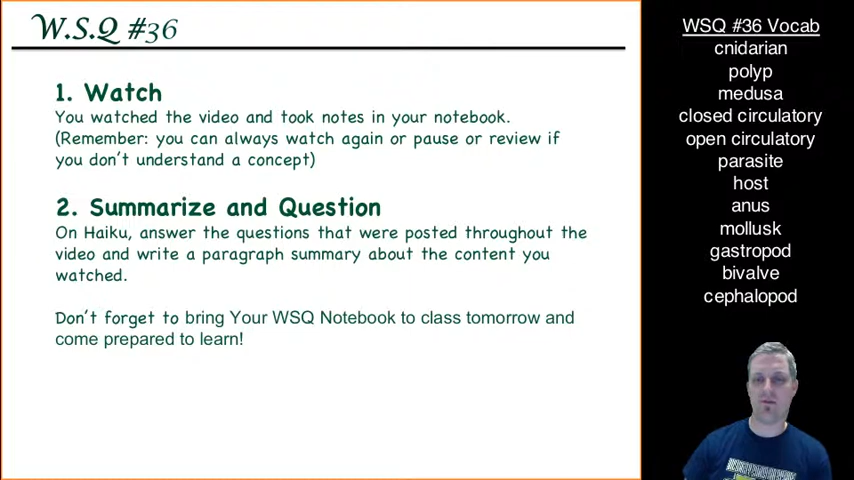 W.S.Q #36
1. Watch
You watched the video and took notes in your notebook.
(Remember: you can always watch again or pause or review if
you don't understand a concept)
2. Summarize and Question
On Haiku, answer the questions that were posted throughout the
video and write a paragraph summary about the content you
watched.
Don't forget to bring Your WSQ Notebook to class tomorrow and
come prepared to learn!
WSQ #36 Vocab
cnidarian
polyp
medusa
closed circulatory
open circulatory
parasite
host
anus
mollusk
gastropod
bivalve
cephalopod